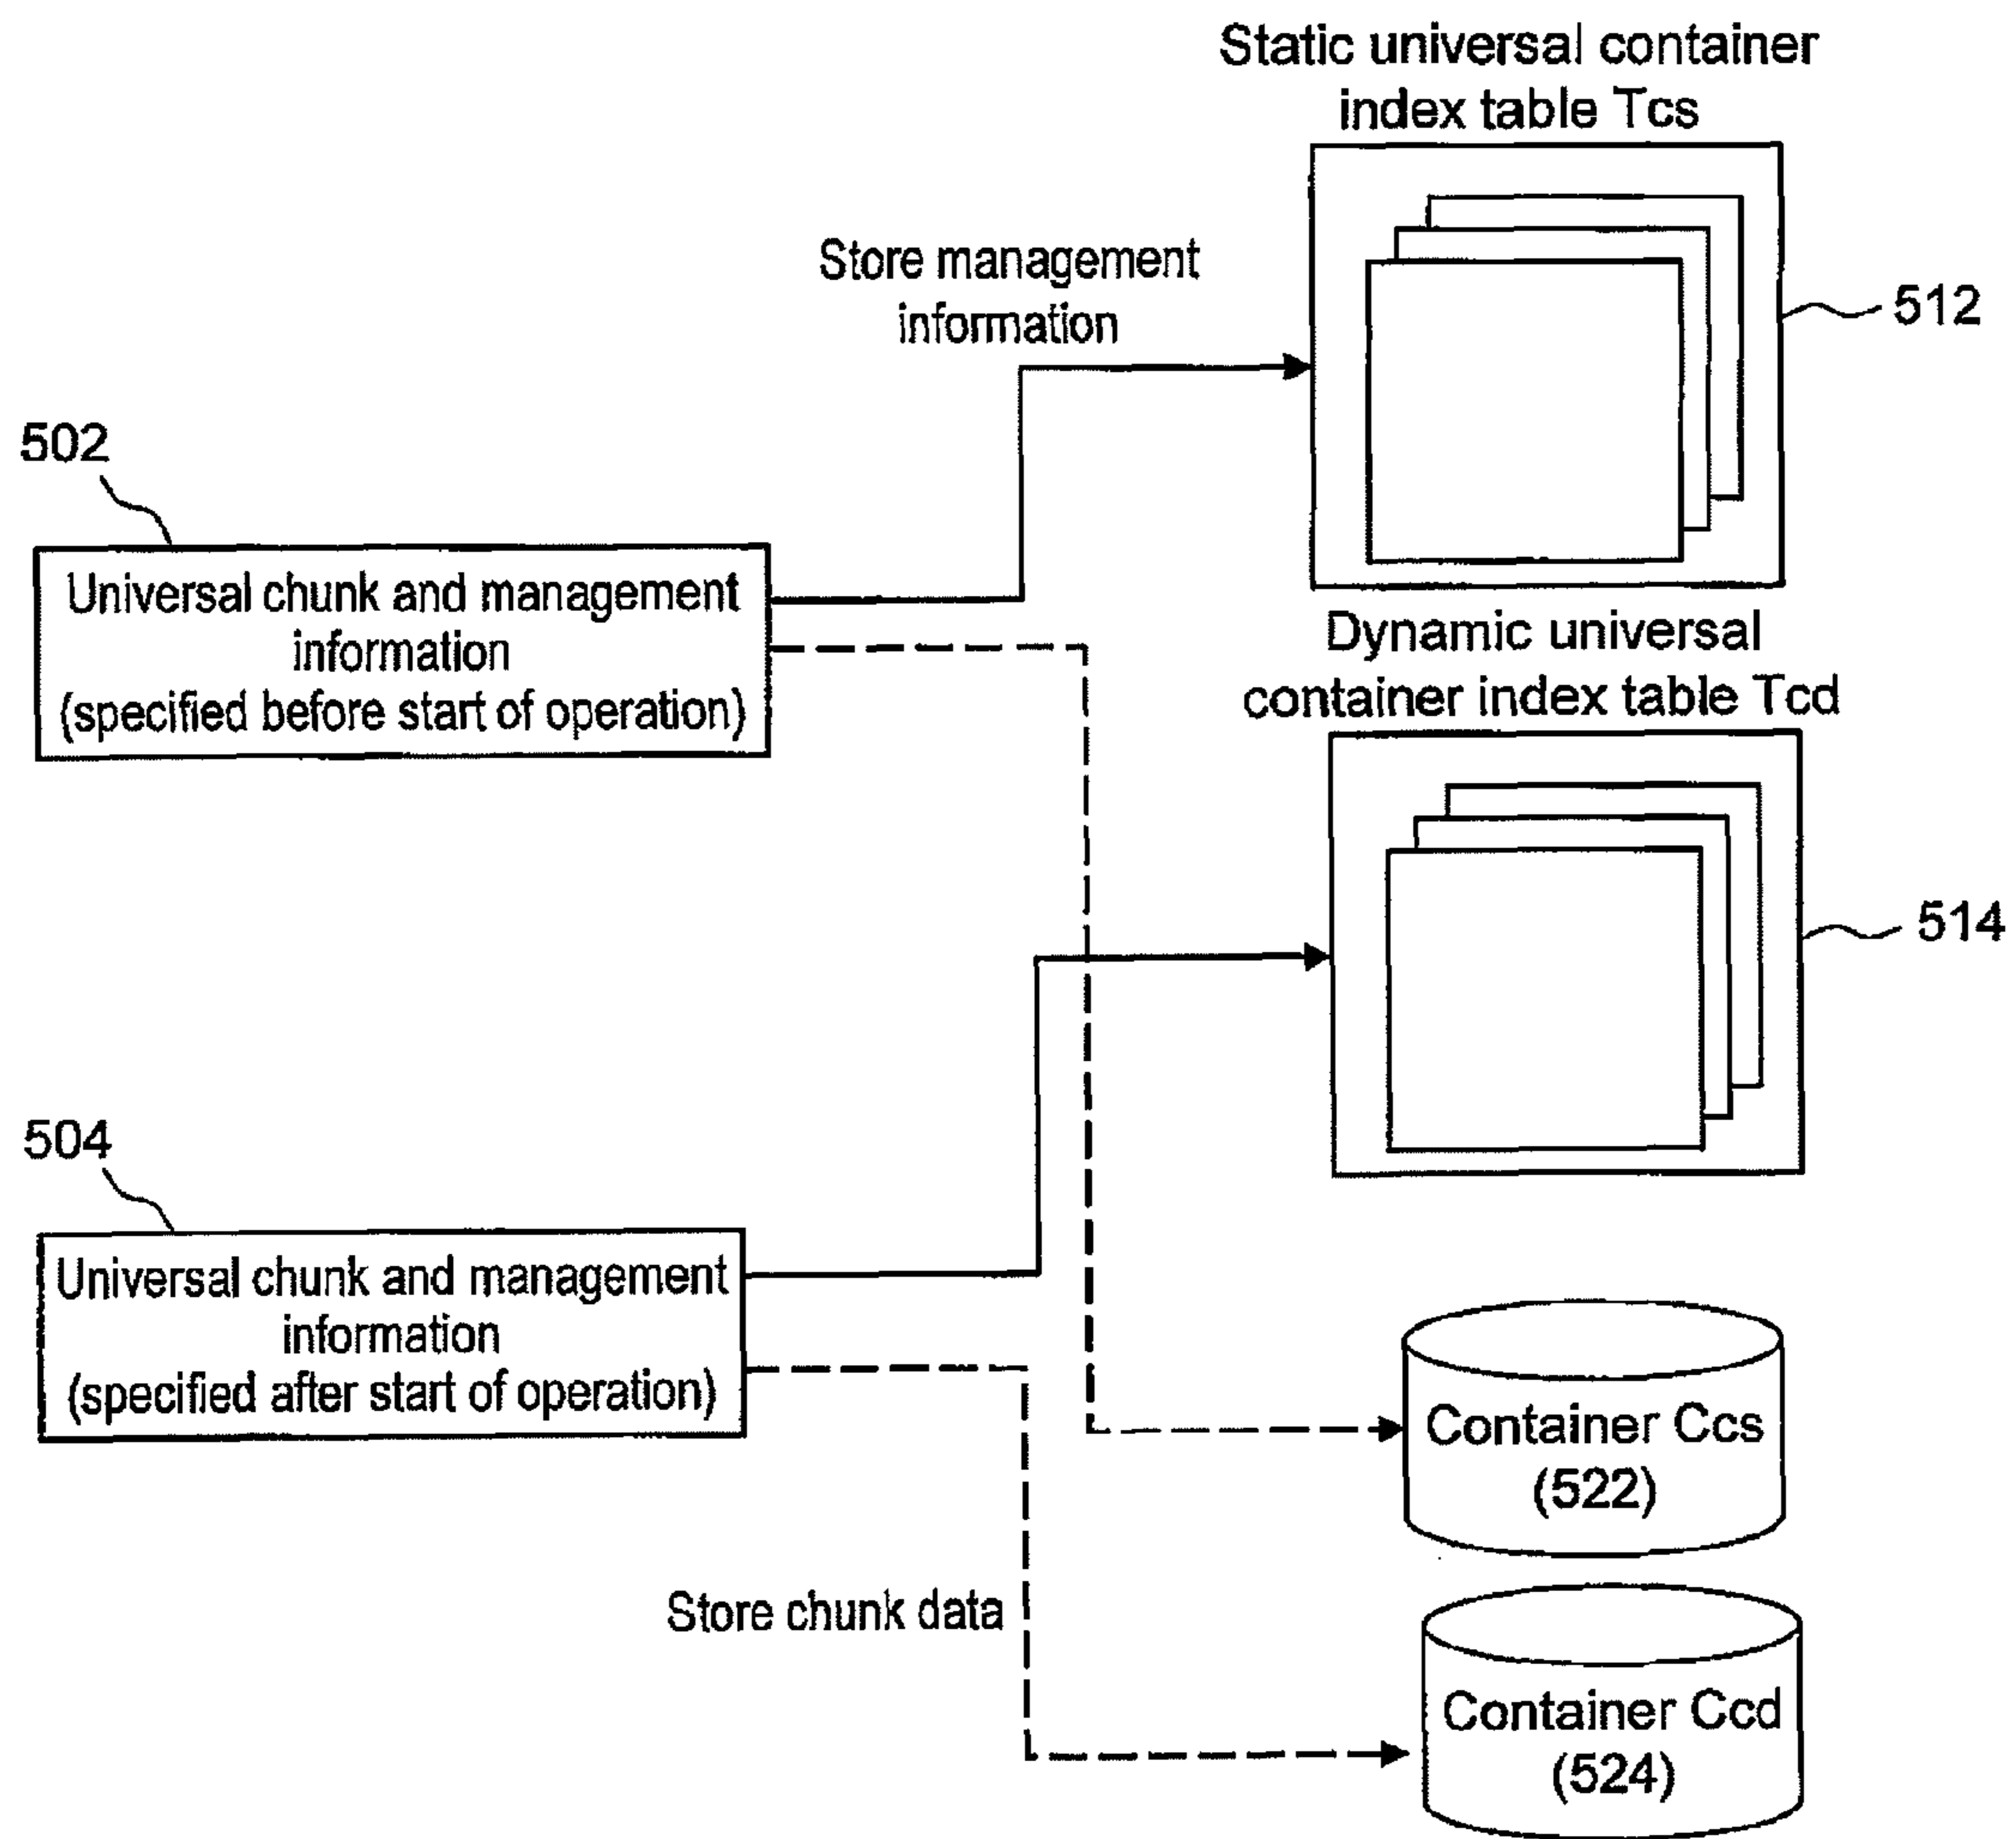 Static universal container
index table Tcs
Store management
information
512
502
Universal chunk and management
information
(specified before start of operation)
Dynamic universal
container index table Tcd
514
504
Universal chunk and management
information
(specified after start of operation)
Container Ccs
(522)
Store chunk data
Container Ccd
(524)